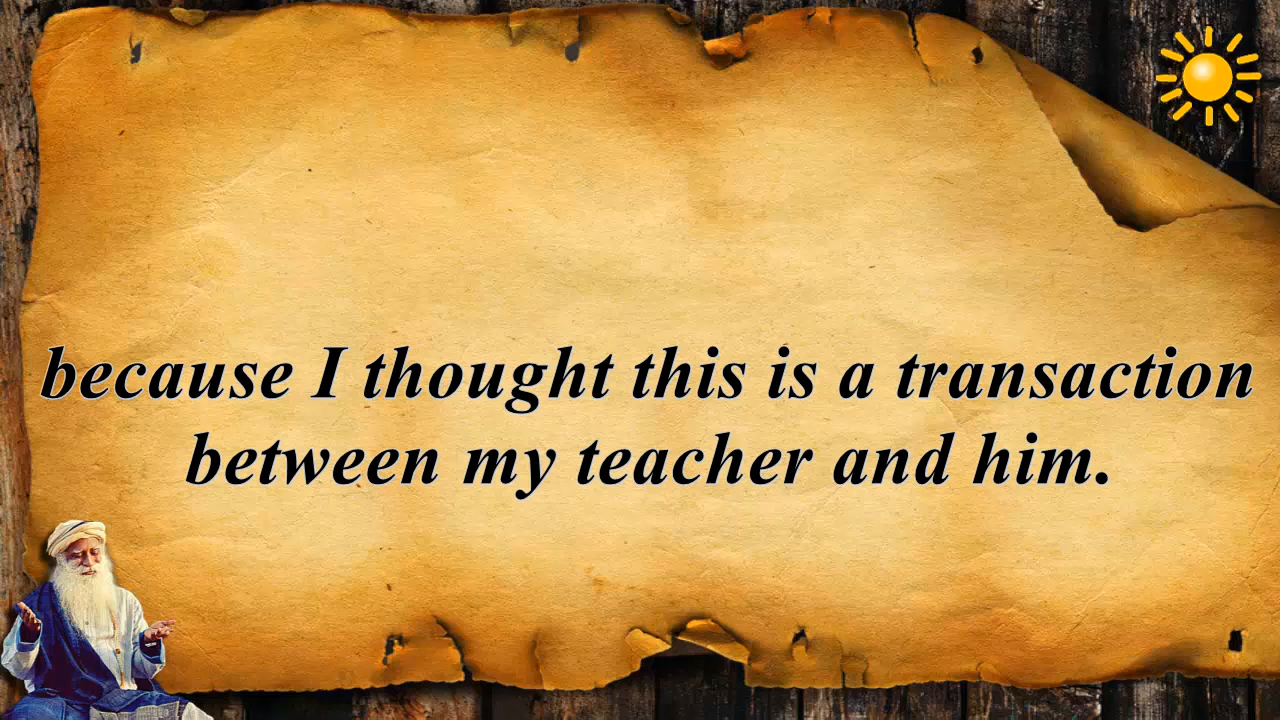 because I thought this is a transaction
between my teacher and him.